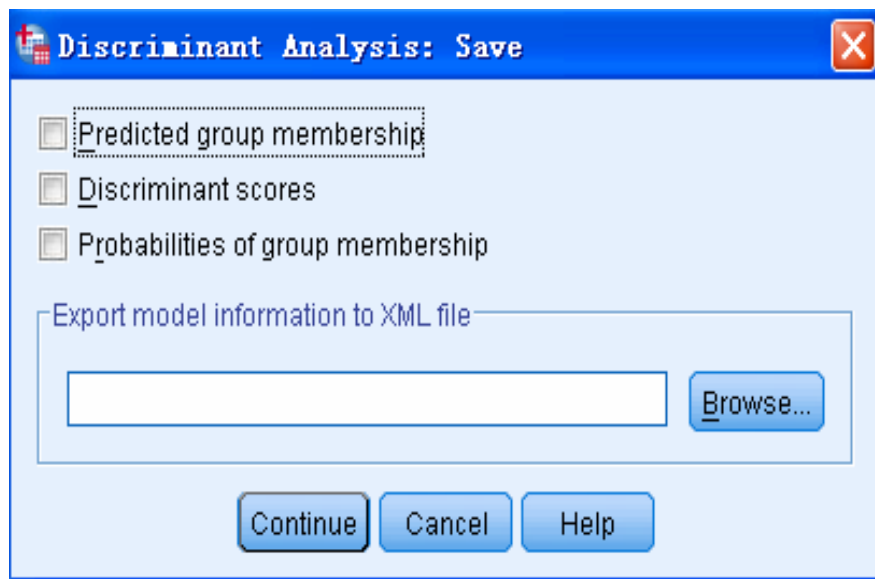 Discriminant Analysis: Save
Predicted group membership
Discriminant scores
Probabilities of group membership
Export model information to XML file
Browse...
Continue Cancel Help